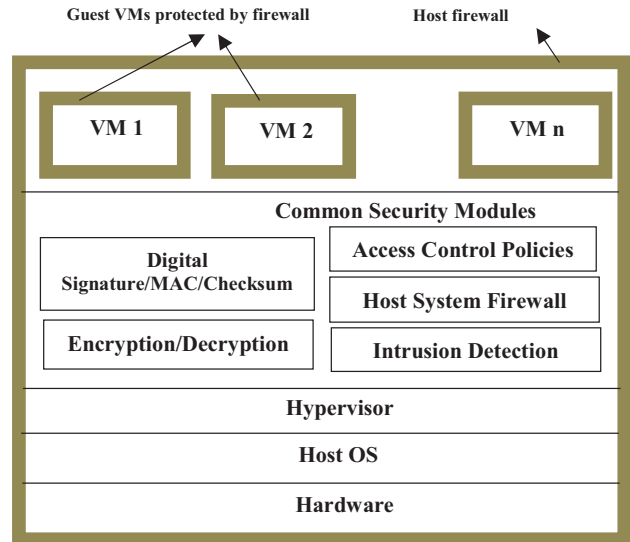 Guest VMs protected by firewall
Host firewall
VM 1
VM 2
VM n
Common Security Modules
Digital
Signature/MAC/Checksum
Encryption/Decryption
Access Control Policies
Host System Firewall
Intrusion Detection
Hypervisor
Host OS
Hardware